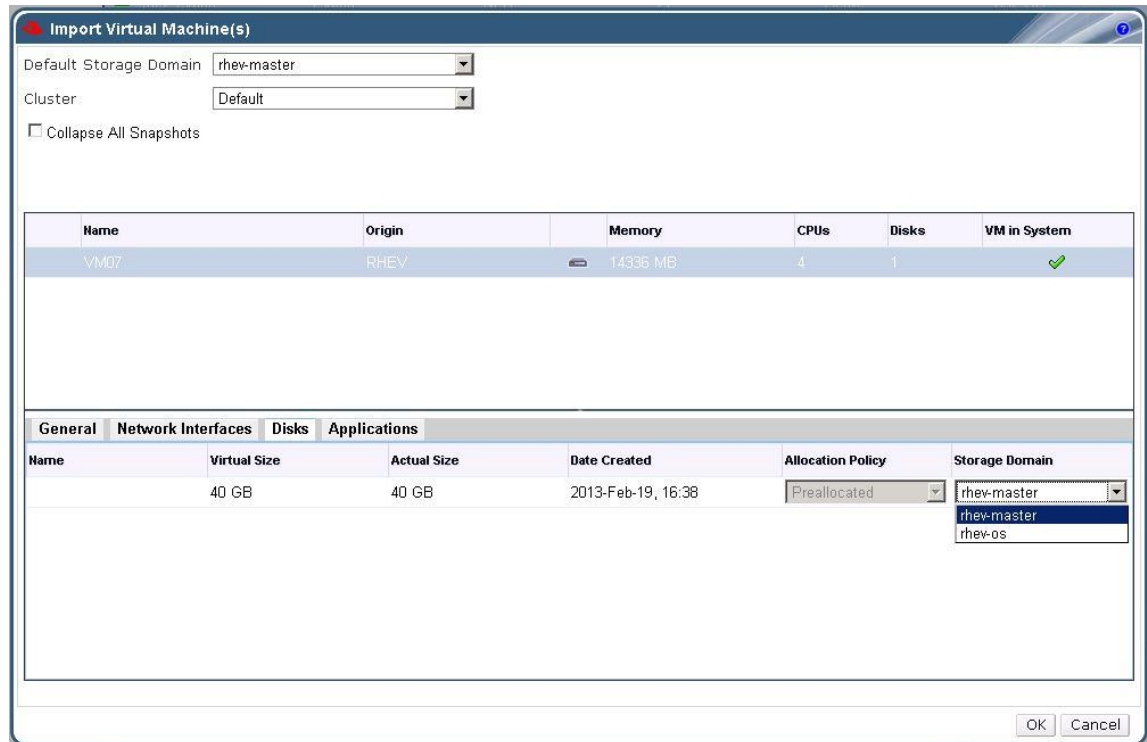 Import Virtual Machine(s)
?
Default Storage Domain rhev-master
Cluster Default
Collapse All Snapshots
Name Origin Memory CPUs Disks VM in System
VM07 RHEV 14336 MB 4 1
General Network Interfaces Disks Applications
Name Virtual Size Actual Size Date Created Allocation Policy Storage Domain
40 GB 40 GB 2013-Feb-19, 16:38 Preallocated rhev-master
rhev-master
rhev-os
OK Cancel